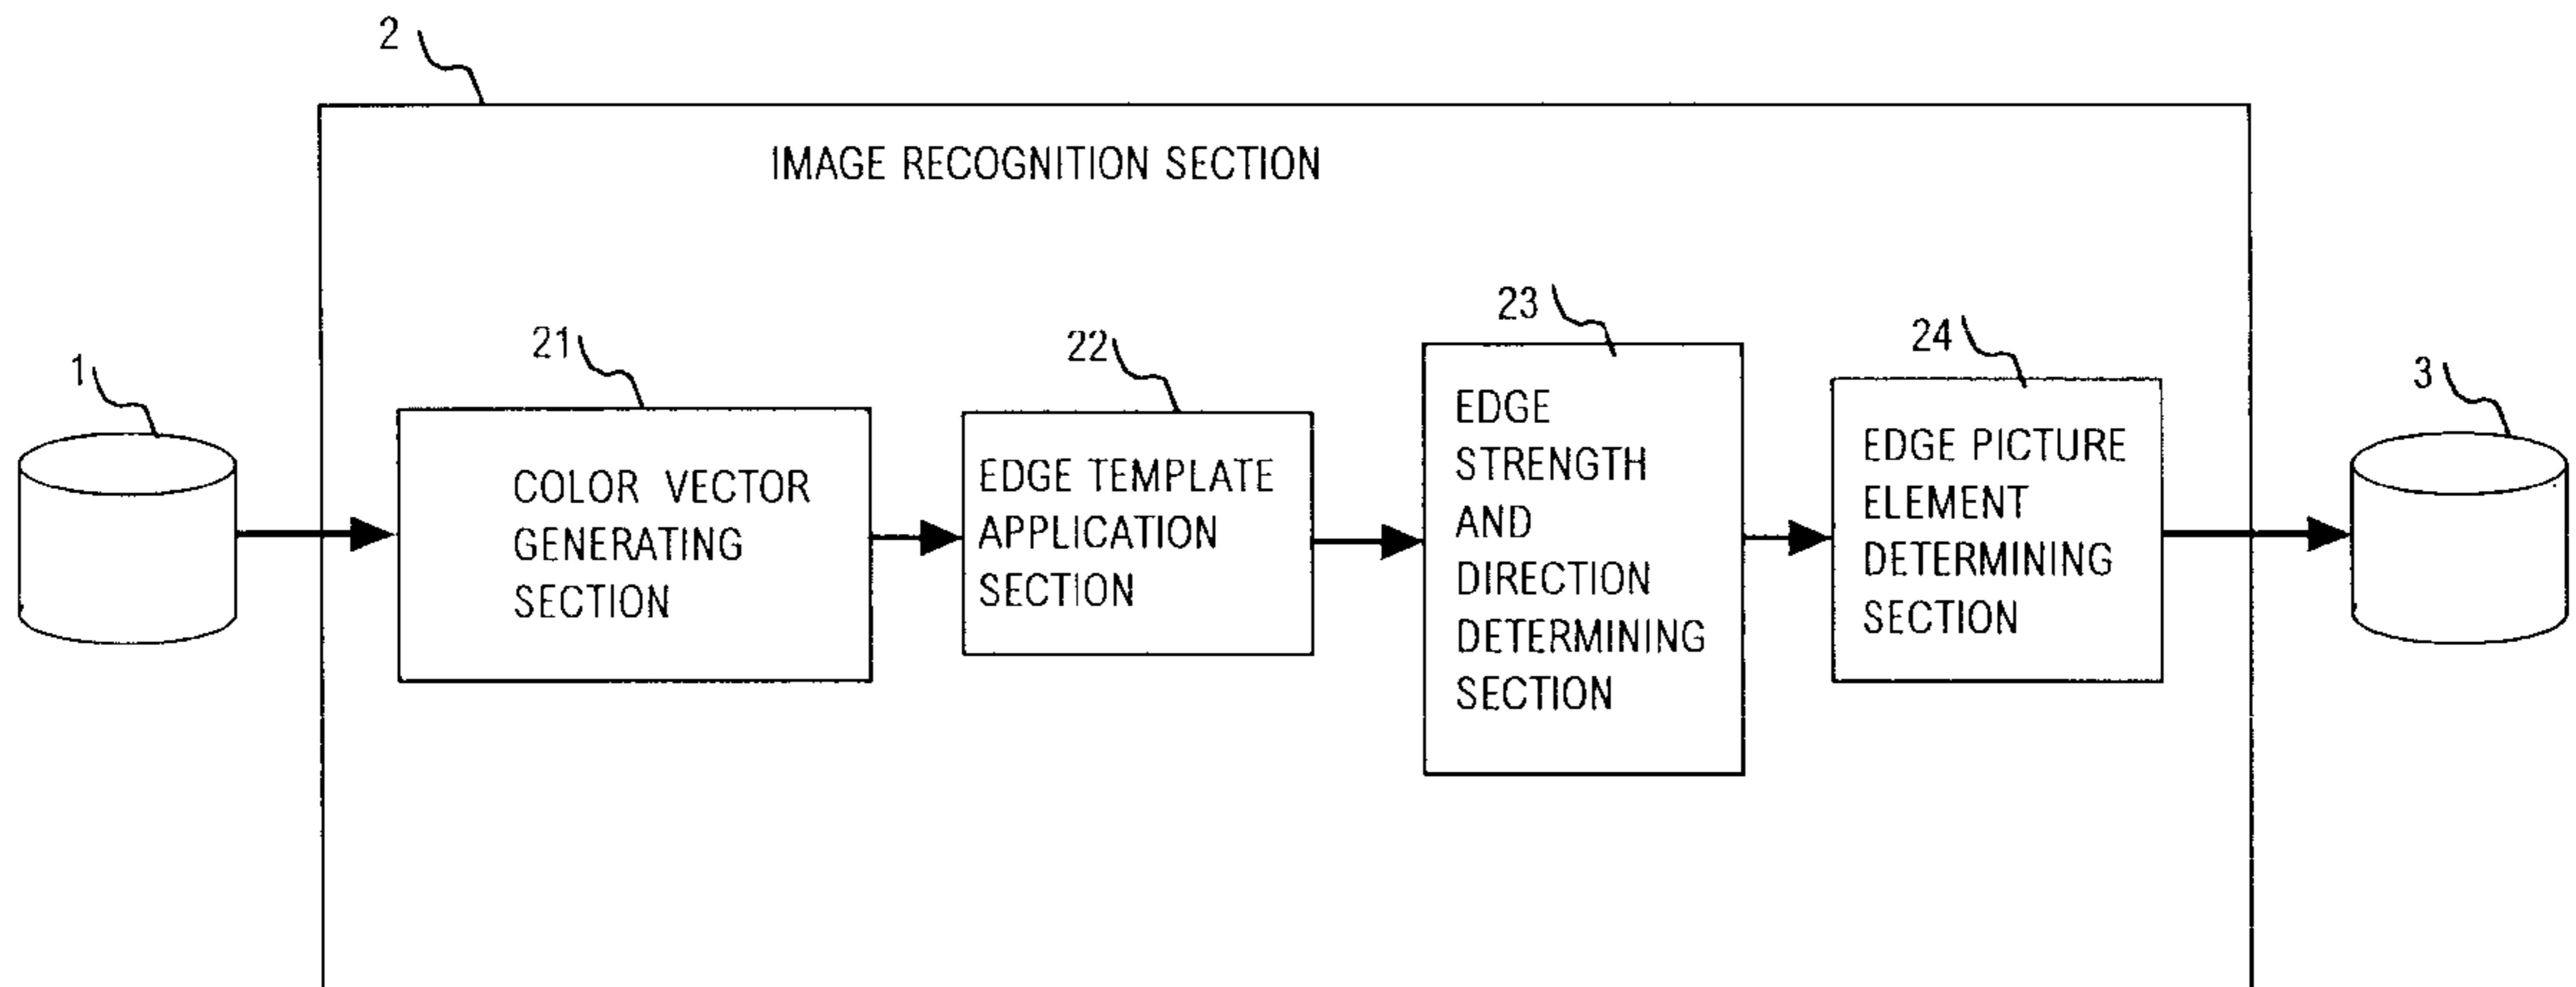 2
IMAGE RECOGNITION SECTION
1
21
COLOR VECTOR
GENERATING
SECTION
22
EDGE TEMPLATE
APPLICATION
SECTION
23
EDGE
STRENGTH
AND
DIRECTION
DETERMINING
SECTION
24
EDGE PICTURE
ELEMENT
DETERMINING
SECTION
3